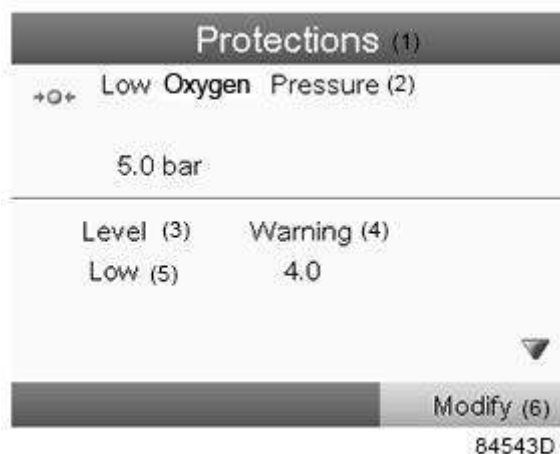 Protections (1)
Low Oxygen Pressure (2)
5.0 bar
Level (3) Warning (4)
Low (5) 4.0
Modify (6)
84543D